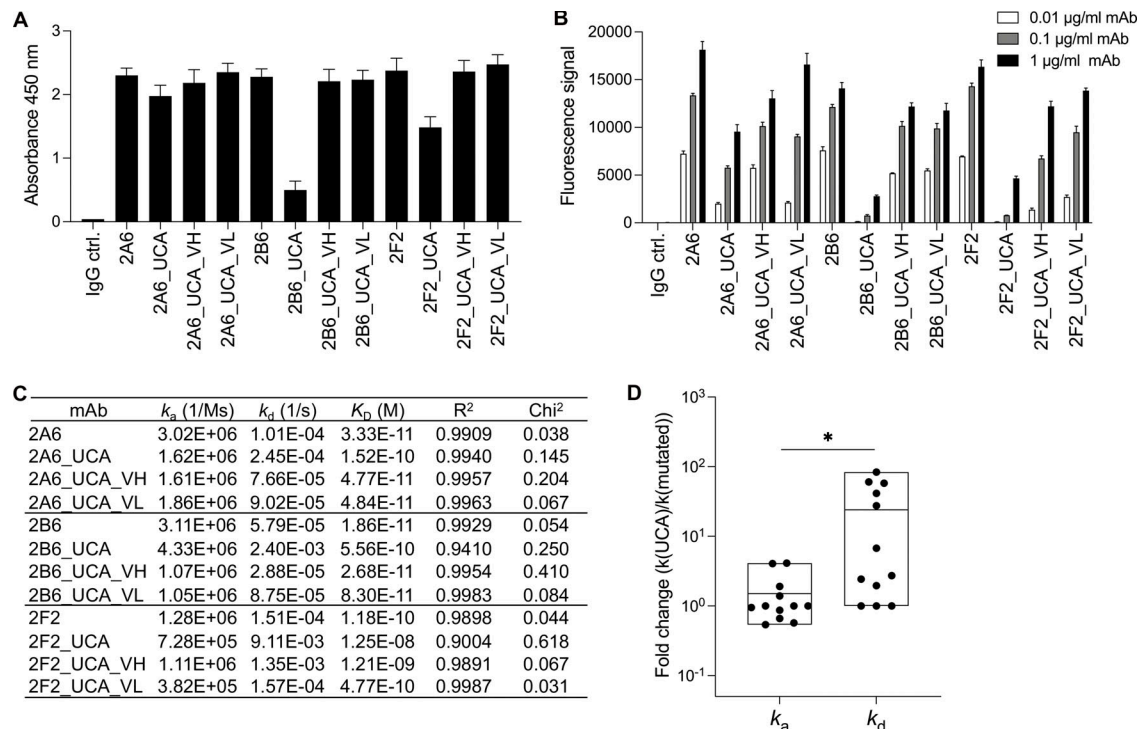 A
Absorbance 450 nm
3
2
1
0
IgG ctrl.
2A6
2A6_UCA
2A6_UCA_VH
2A6_UCA_VL
2B6
2B6_UCA
2B6_UCA_VH
2B6_UCA_VL
2F2
2F2_UCA
2F2_UCA_VH
2F2_UCA_VL
B
0.01 µg/ml mAb
0.1 µg/ml mAb
1 µg/ml mAb
Fluorescence signal
20000
15000
10000
5000
0
IgG ctrl.
2A6
2A6_UCA
2A6_UCA_VH
2A6_UCA_VL
2B6
2B6_UCA
2B6_UCA_VH
2B6_UCA_VL
2F2
2F2_UCA
2F2_UCA_VH
2F2_UCA_VL
C
mAb kₐ (1/Ms) k_d (1/s) K_D (M) R² Chi²
2A6 3.02E+06 1.01E-04 3.33E-11 0.9909 0.038
2A6_UCA 1.62E+06 2.45E-04 1.52E-10 0.9940 0.145
2A6_UCA_VH 1.61E+06 7.66E-05 4.77E-11 0.9957 0.204
2A6_UCA_VL 1.86E+06 9.02E-05 4.84E-11 0.9963 0.067
2B6 3.11E+06 5.79E-05 1.86E-11 0.9929 0.054
2B6_UCA 4.33E+06 2.40E-03 5.56E-10 0.9410 0.250
2B6_UCA_VH 1.07E+06 2.88E-05 2.68E-11 0.9954 0.410
2B6_UCA_VL 1.05E+06 8.75E-05 8.30E-11 0.9983 0.084
2F2 1.28E+06 1.51E-04 1.18E-10 0.9898 0.044
2F2_UCA 7.28E+05 9.11E-03 1.25E-08 0.9004 0.618
2F2_UCA_VH 1.11E+06 1.35E-03 1.21E-09 0.9891 0.067
2F2_UCA_VL 3.82E+05 1.57E-04 4.77E-10 0.9987 0.031
D
Fold change (k(UCA)/k(mutated))
10³
10²
10¹
10⁰
10⁻¹
*
kₐ
k_d